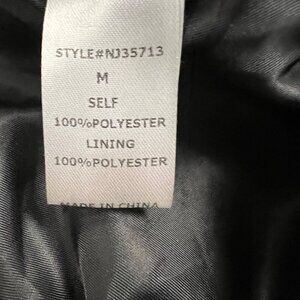 STYLE#NJ35713
M
SELF
100%POLYESTER
LINING
100%POLYESTER
MADE IN CHINA